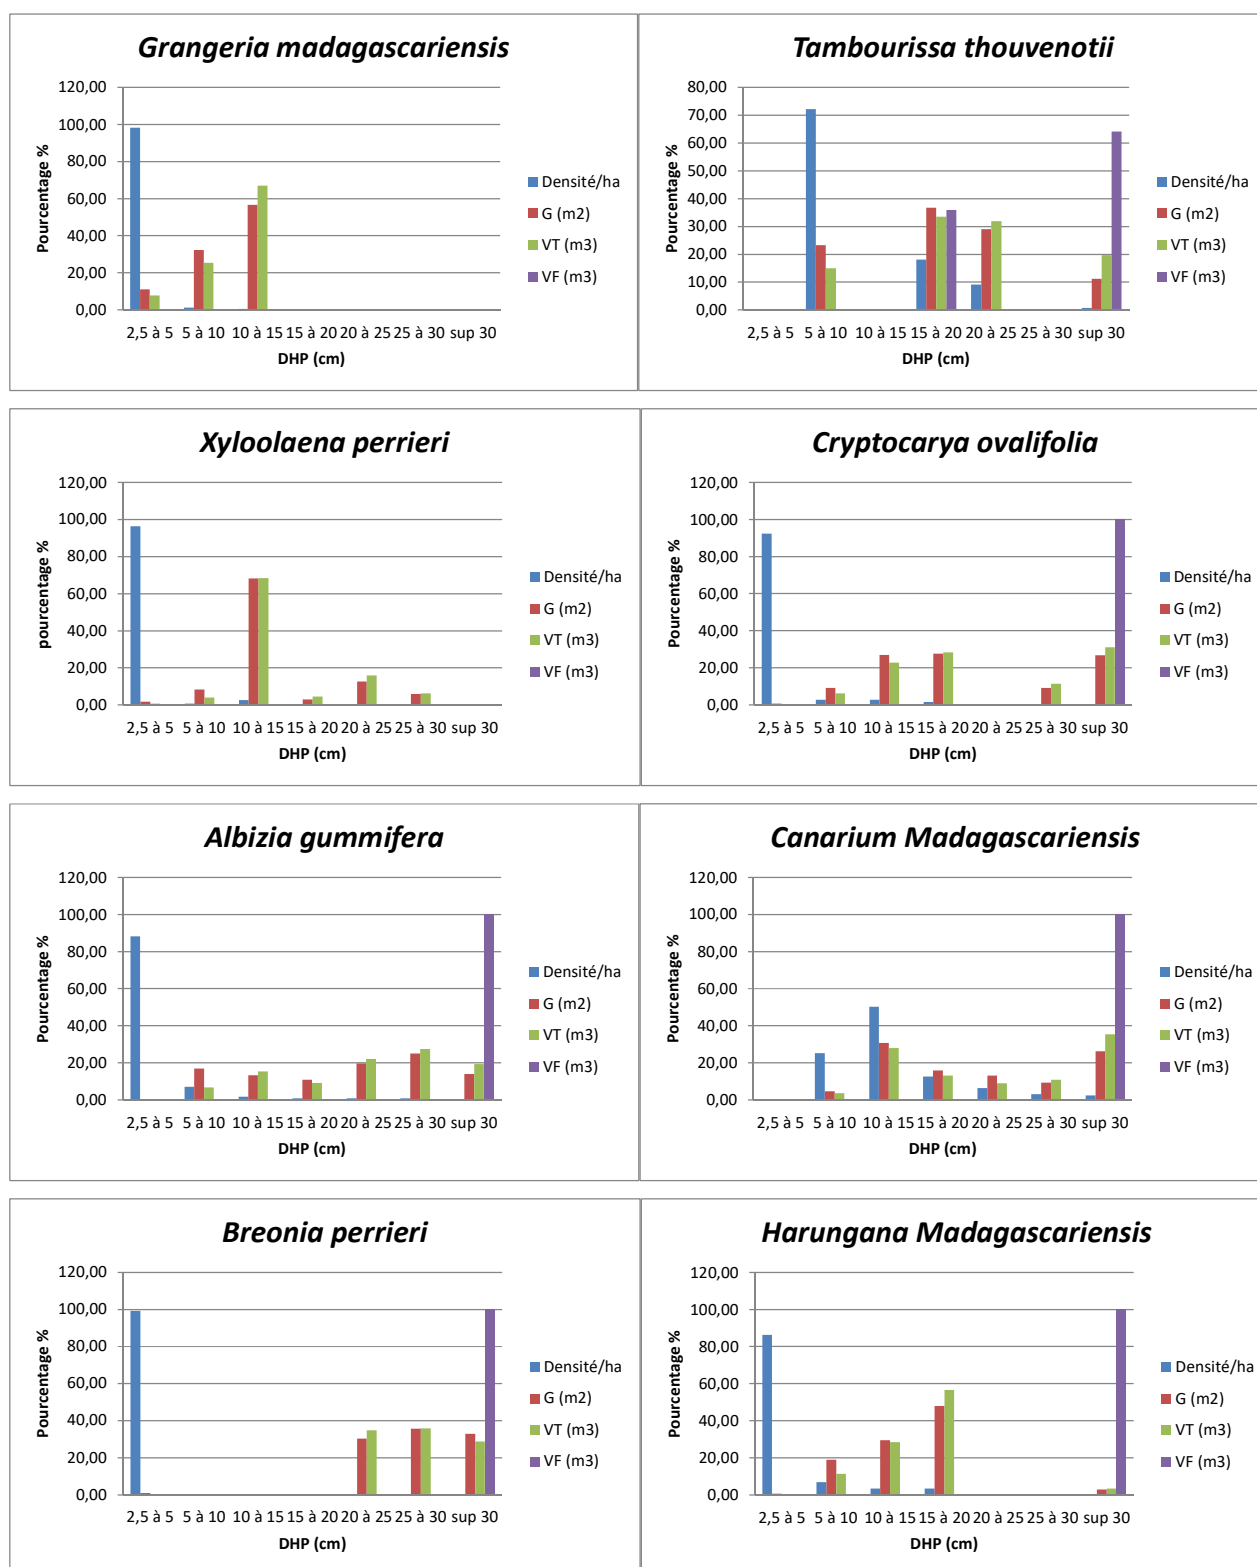 Grangeria madagascariensis
120,00
100,00
80,00
60,00
40,00
20,00
0,00
Pourcentage %
2,5 à 5 5 à 10 10 à 15 15 à 20 20 à 25 25 à 30 sup 30
DHP (cm)
Densité/ha
G (m2)
VT (m3)
VF (m3)
Tambourissa thouvenotii
80,00
70,00
60,00
50,00
40,00
30,00
20,00
10,00
0,00
Pourcentage %
2,5 à 5 5 à 10 10 à 15 15 à 20 20 à 25 25 à 30 sup 30
DHP (cm)
Densité/ha
G (m2)
VT (m3)
VF (m3)
Xyloolaena perrieri
120,00
100,00
80,00
60,00
40,00
20,00
0,00
pourcentage %
2,5 à 5 5 à 10 10 à 15 15 à 20 20 à 25 25 à 30 sup 30
DHP (cm)
Densité/ha
G (m2)
VT (m3)
VF (m3)
Cryptocarya ovalifolia
120,00
100,00
80,00
60,00
40,00
20,00
0,00
Pourcentage %
2,5 à 5 5 à 10 10 à 15 15 à 20 20 à 25 25 à 30 sup 30
DHP (cm)
Densité/ha
G (m2)
VT (m3)
VF (m3)
Albizia gummifera
120,00
100,00
80,00
60,00
40,00
20,00
0,00
Pourcentage %
2,5 à 5 5 à 10 10 à 15 15 à 20 20 à 25 25 à 30 sup 30
DHP (cm)
Densité/ha
G (m2)
VT (m3)
VF (m3)
Canarium Madagascariensis
120,00
100,00
80,00
60,00
40,00
20,00
0,00
Pourcentage %
2,5 à 5 5 à 10 10 à 15 15 à 20 20 à 25 25 à 30 sup 30
DHP (cm)
Densité/ha
G (m2)
VT (m3)
VF (m3)
Breonia perrieri
120,00
100,00
80,00
60,00
40,00
20,00
0,00
Pourcentage %
2,5 à 5 5 à 10 10 à 15 15 à 20 20 à 25 25 à 30 sup 30
DHP (cm)
Densité/ha
G (m2)
VT (m3)
VF (m3)
Harungana Madagascariensis
120,00
100,00
80,00
60,00
40,00
20,00
0,00
Pourcentage %
2,5 à 5 5 à 10 10 à 15 15 à 20 20 à 25 25 à 30 sup 30
DHP (cm)
Densité/ha
G (m2)
VT (m3)
VF (m3)